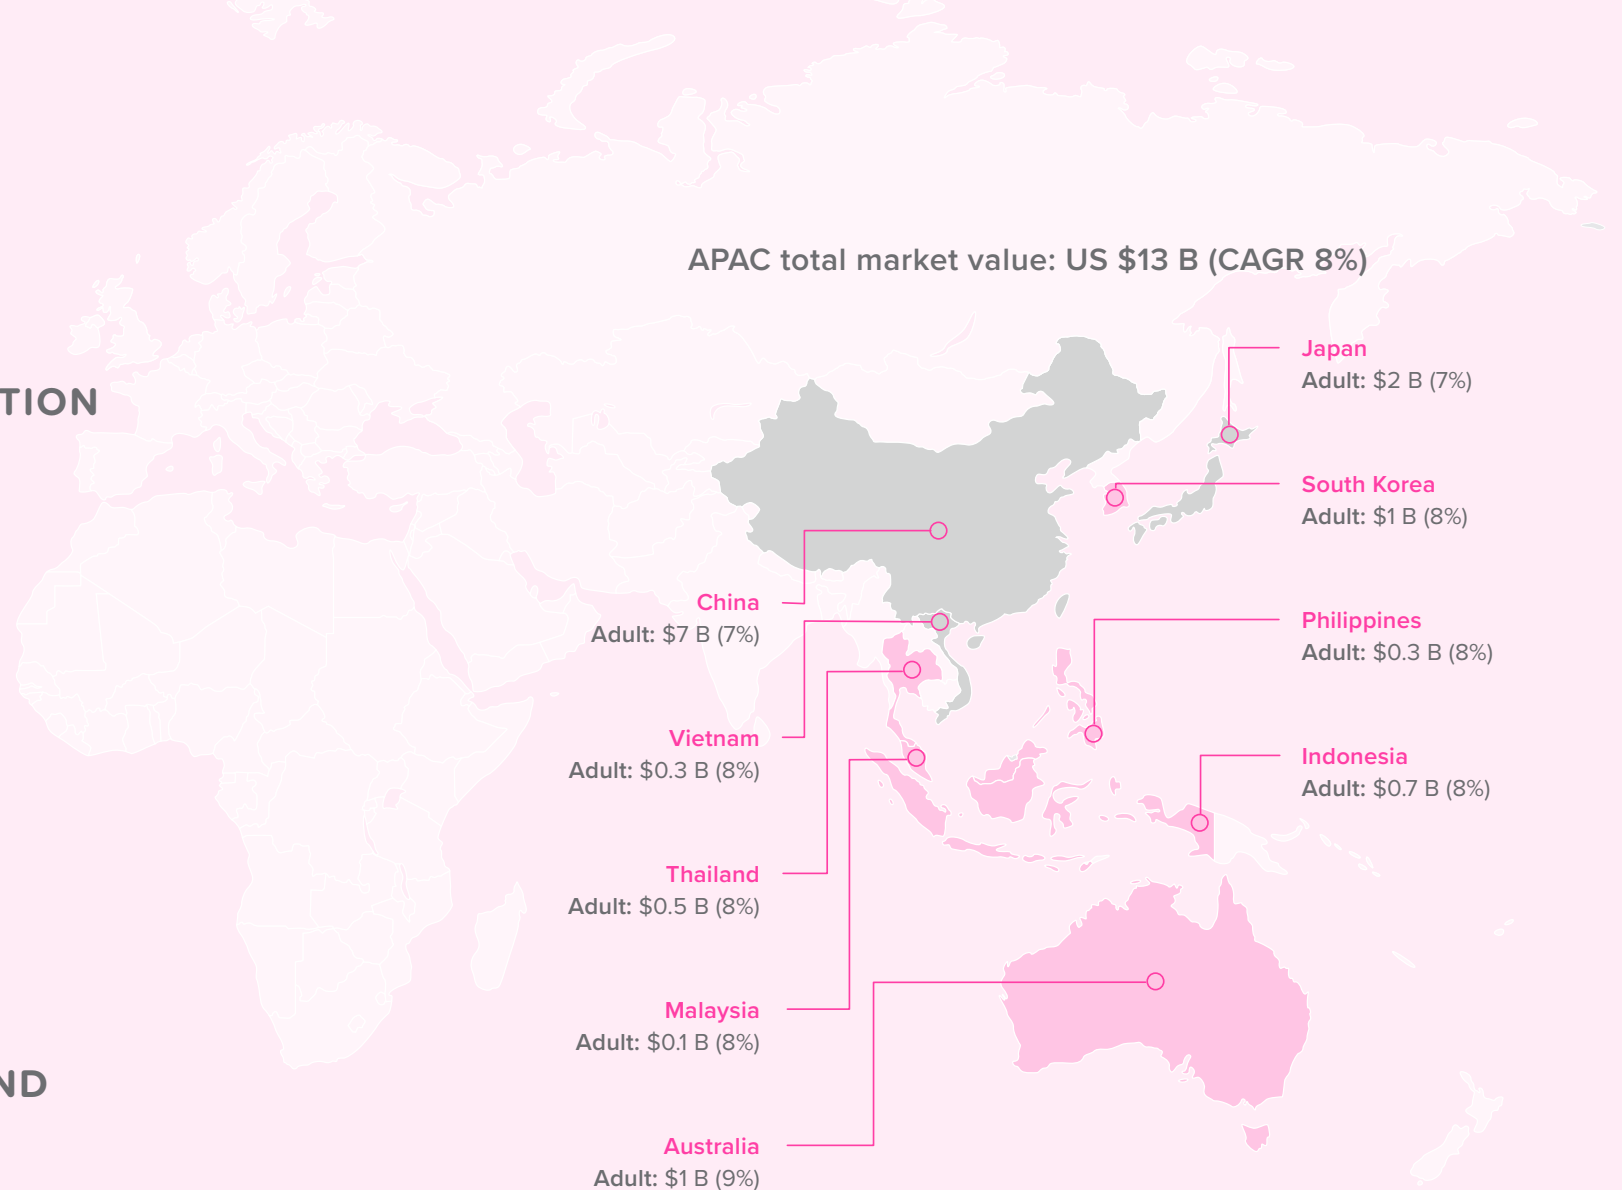 TION
ND
APAC total market value: US $13 B (CAGR 8%)
Japan
Adult: $2 B (7%)
South Korea
Adult: $1 B (8%)
China
Adult: $7 B (7%)
Philippines
Adult: $0.3 B (8%)
Vietnam
Adult: $0.3 B (8%)
Indonesia
Adult: $0.7 B (8%)
Thailand
Adult: $0.5 B (8%)
Malaysia
Adult: $0.1 B (8%)
Australia
Adult: $1 B (9%)